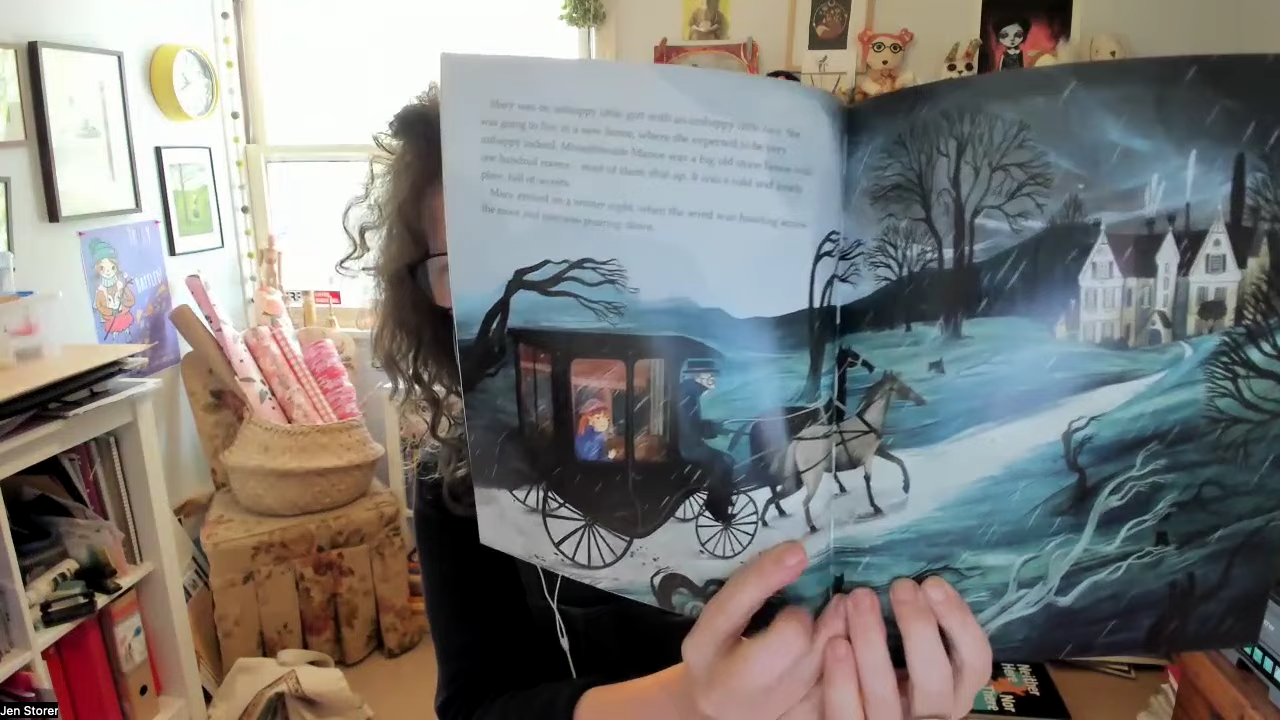 Mary was an unhappy little girl with an unhappy little face. She
was going to live in a new home, where she expected to be very
unhappy indeed. Misselthwaite Manor was a big old stone house with
one hundred rooms – most of them shut up. It was a cold and lonely
place, full of secrets.
Mary arrived on a winter night, when the wind was howling across
the moor and rain was pouring down.
Neither
Nor
Jen Storer